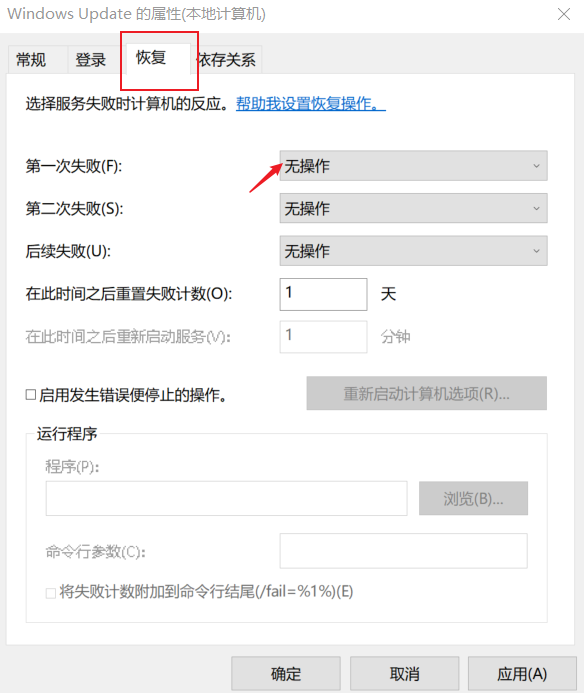 Windows Update 的属性(本地计算机)
常规 登录 恢复 依存关系
选择服务失败时计算机的反应。帮助我设置恢复操作。
第一次失败(F): 无操作
第二次失败(S): 无操作
后续失败(U): 无操作
在此时间之后重置失败计数(O): 1 天
在此时间之后重新启动服务(V): 1 分钟
启用发生错误便停止的操作。 重新启动计算机选项(R)...
运行程序
程序(P):
浏览(B)...
命令行参数(C):
将失败计数附加到命令行结尾(/fail=%1%)(E)
确定 取消 应用(A)